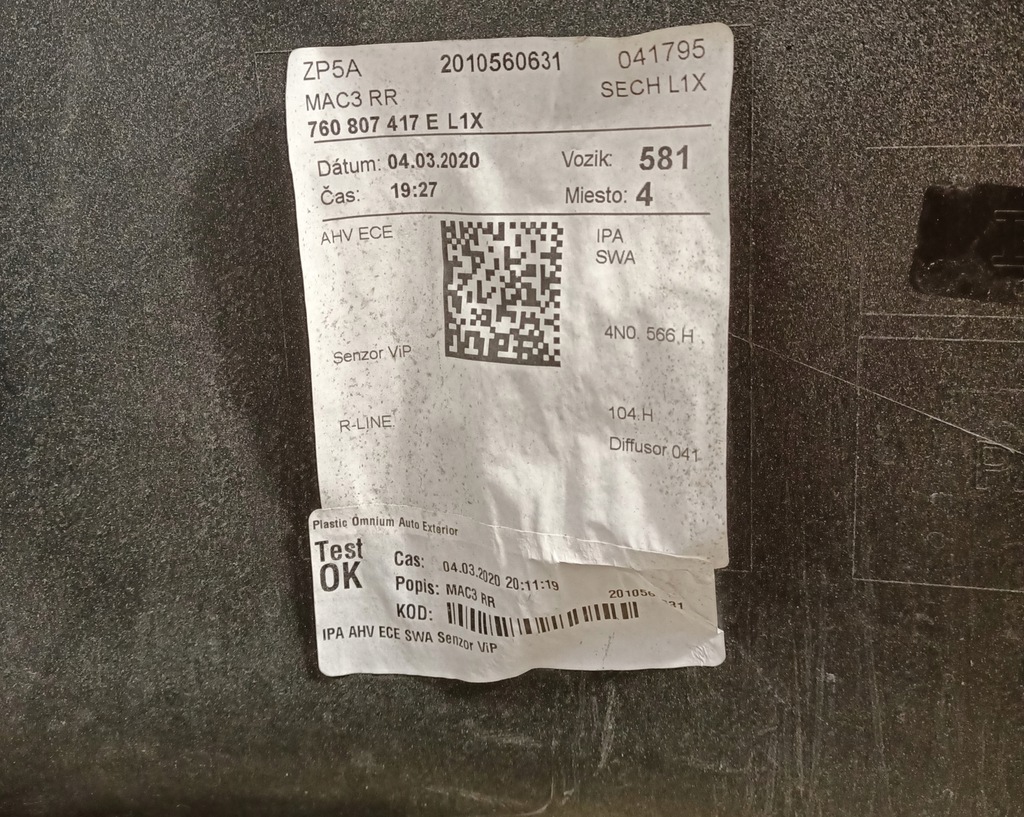 ZP5A 2010560631 041795
MAC3 RR SECH L1X
760 807 417 E L1X
Dátum: 04.03.2020 Vozik: 581
Čas: 19:27 Miesto: 4
AHV ECE IPA
SWA
4N0. 566.H
Senzor ViP
R-LINE 104.H
Diffusor 041
Plastic Omnium Auto Exterior
Test OK
Cas: 04.03.2020 20:11:19
Popis: MAC3 RR
KOD:
IPA AHV ECE SWA Senzor ViP